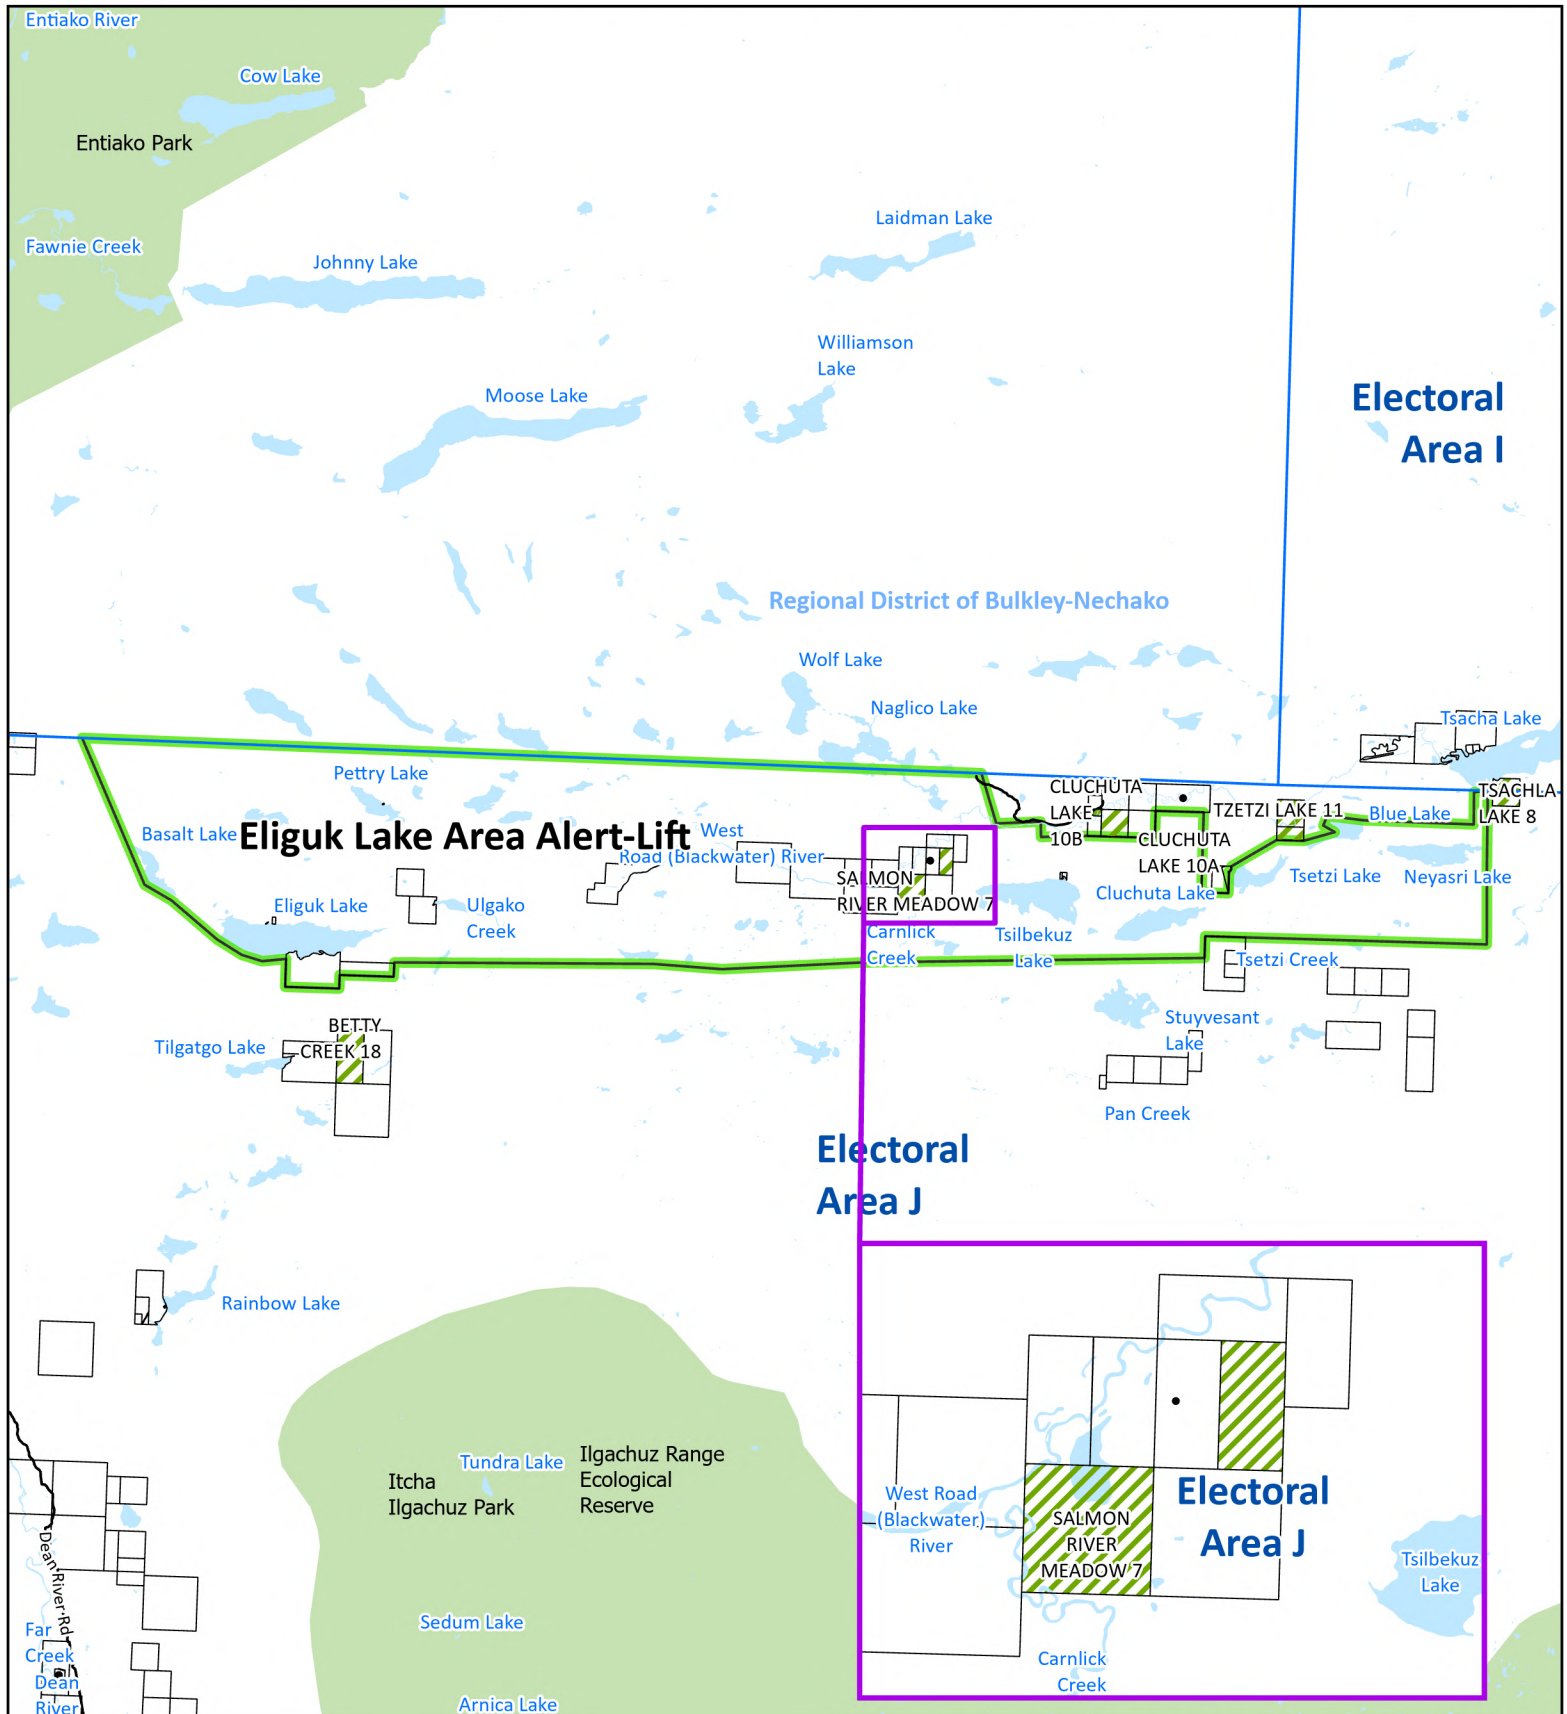 Entiako River
Cow Lake
Entiako Park
Laidman Lake
Fawnie Creek
Johnny Lake
Williamson
Lake
Moose Lake
Electoral
Area I
Regional District of Bulkley-Nechako
Wolf Lake
Naglico Lake
Tsacha Lake
Pettry Lake
CLUCHUTA
LAKE
10B
TSACHLA
LAKE 8
TZETZI LAKE 11
Blue Lake
Basalt Lake
Eliguk Lake Area Alert-Lift
West
Road (Blackwater) River
CLUCHUTA
LAKE 10A
SALMON
RIVER MEADOW 7
Tsetzi Lake
Neyasri Lake
Cluchuta Lake
Eliguk Lake
Ulgako
Creek
Carnlick
Creek
Tsilbekuz
Lake
Tsetzi Creek
Stuyvesant
Lake
BETTY
CREEK 18
Tilgatgo Lake
Pan Creek
Electoral
Area J
Rainbow Lake
Tundra Lake
Ilgachuz Range
Ecological
Reserve
Itcha
Ilgachuz Park
West Road
(Blackwater)
River
SALMON
RIVER
MEADOW 7
Electoral
Area J
Tsilbekuz
Lake
Dean River Rd
Sedum Lake
Far
Creek
Dean
River
Carnlick
Creek
Arnica Lake